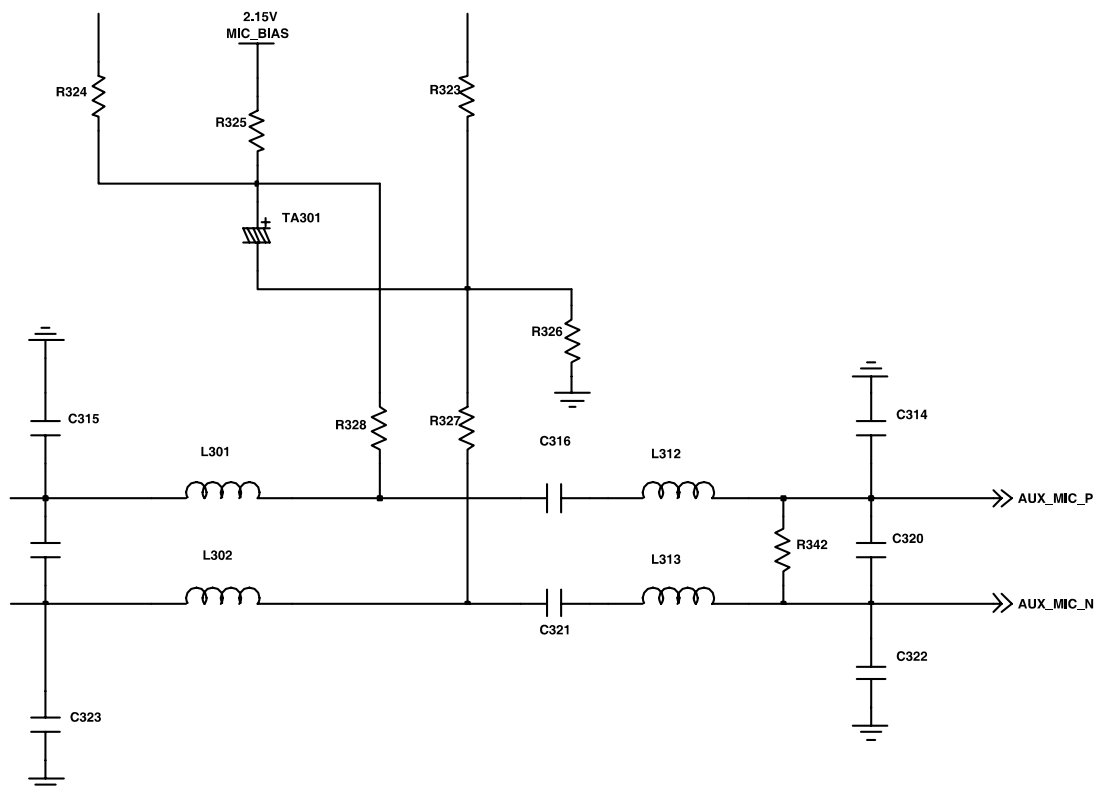 2.15V
MIC_BIAS
R324
R323
R325
+
TA301
R326
C315
C314
R328
R327
C316
L301
L312
AUX_MIC_P
R342
C320
L302
L313
AUX_MIC_N
C321
C322
C323